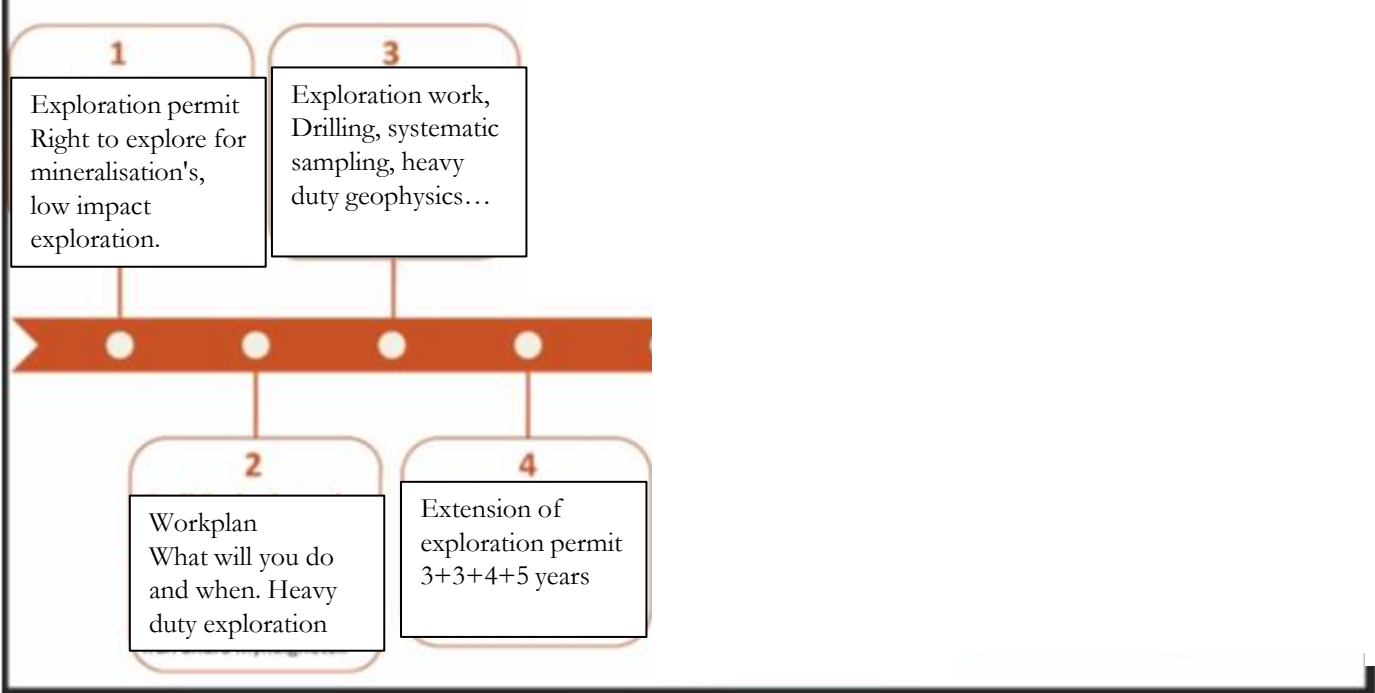 1
Exploration permit
Right to explore for
mineralisation's,
low impact
exploration.
3
Exploration work,
Drilling, systematic
sampling, heavy
duty geophysics…
2
Workplan
What will you do
and when. Heavy
duty exploration
4
Extension of
exploration permit
3+3+4+5 years